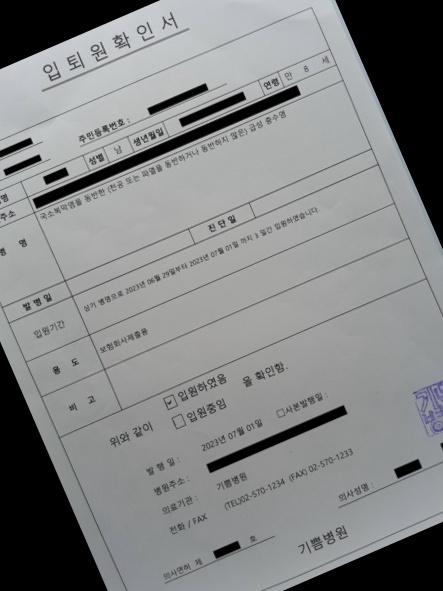 입퇴원확인서
주민등록번호 :
명 성별 남 생년월일 연령 만 8 세
주소
병 명 국소복막염을 동반한 (천공 또는 파열을 동반하거나 동반하지 않은) 급성 충수염
발 병 일 진 단 일
입원기간 상기 병명으로 2023년 06월 29일부터 2023년 07월 01일 까지 3 일간 입원하였습니다.
용 도 보험회사제출용
비 고
위와 같이 ☑ 입원하였음 을 확인함.
☐ 입원중임
발 행 일 : 2023년 07월 01일 ☐사본발행일 :
병원주소 :
의료기관 : 기쁨병원
전화 / FAX (TEL)02-570-1234 (FAX) 02-570-1233
의사면허 제 호 의사성명 :
기쁨병원